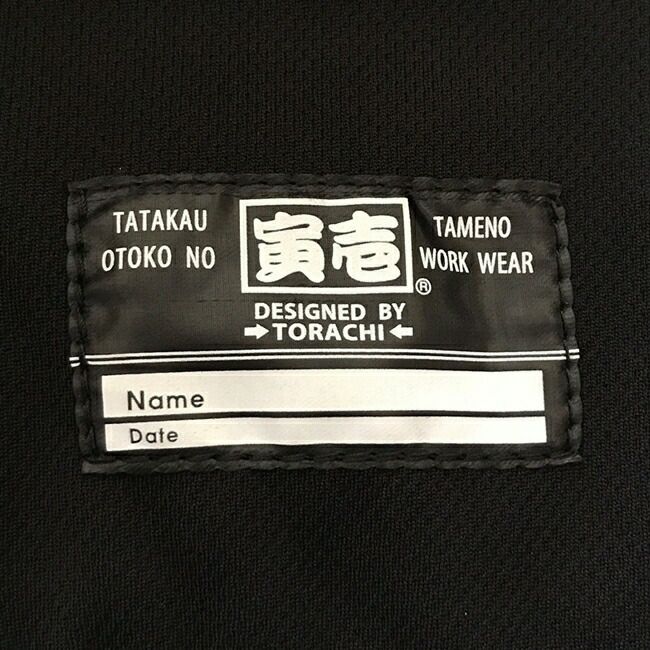 TATAKAU
OTOKO NO
寅壱®
TAMENO
WORK WEAR
DESIGNED BY
→TORACHI←
Name
Date